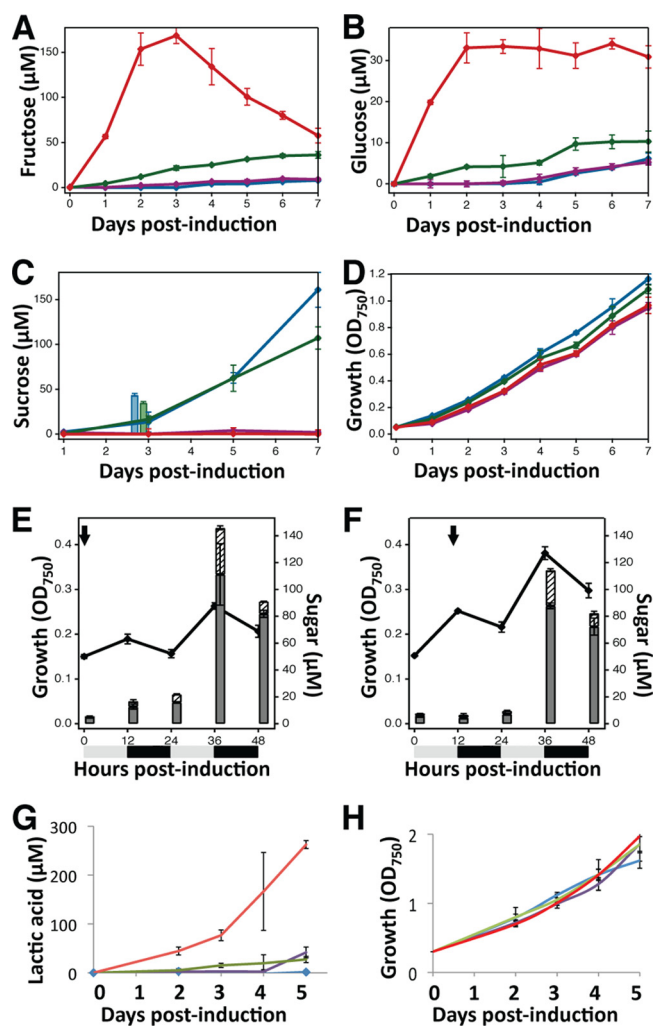 A
Fructose (μM)
150
100
50
0
0 1 2 3 4 5 6 7
Days post-induction
B
Glucose (μM)
30
20
10
0
0 1 2 3 4 5 6 7
Days post-induction
C
Sucrose (μM)
150
100
50
0
1 2 3 4 5 6 7
Days post-induction
D
Growth (OD750)
1.2
1.0
0.8
0.6
0.4
0.2
0.0
0 1 2 3 4 5 6 7
Days post-induction
E
Growth (OD750)
0.4
0.3
0.2
0.1
0.0
140
120
100
80
60
40
20
0
Sugar (μM)
0 12 24 36 48
Hours post-induction
F
Growth (OD750)
0.4
0.3
0.2
0.1
0.0
140
120
100
80
60
40
20
0
Sugar (μM)
0 12 24 36 48
Hours post-induction
G
Lactic acid (μM)
300
200
100
0
0 1 2 3 4 5
Days post-induction
H
Growth (OD750)
2
1
0
0 1 2 3 4 5
Days post-induction